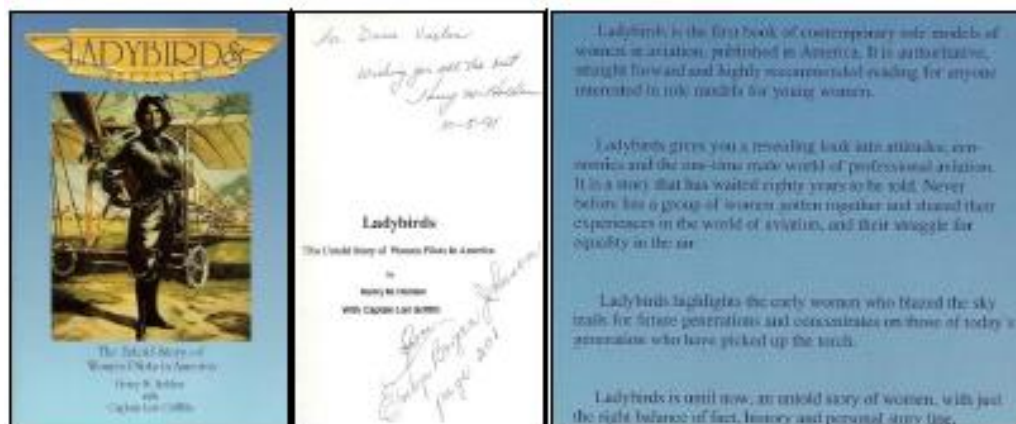 LADYBIRDS
The Untold Story of
Women Pilots in America
Henry M. Holden
with
Captain Lori Griffith
Wishing you all the best
Henry M Holden
Ladybirds
The Untold Story of Women Pilots In America
by
Henry M. Holden
With Captain Lori Griffith
Evelyn Bryan Johnson
page 201
Ladybirds is the first book of contemporary role models of
women in aviation, published in America. It is authoritative,
straight forward and highly recommended reading for anyone
interested in role models for young women.
Ladybirds gives you a revealing look into attitudes, eco-
nomics and the one-time male world of professional aviation.
It is a story that has waited eighty years to be told. Never
before has a group of women gotten together and shared their
experiences in the world of aviation, and their struggle for
equality in the air
Ladybirds highlights the early women who blazed the sky
trails for future generations and concentrates on those of today's
generation who have picked up the torch.
Ladybirds is until now, an untold story of women, with just
the right balance of fact, history and personal story line.